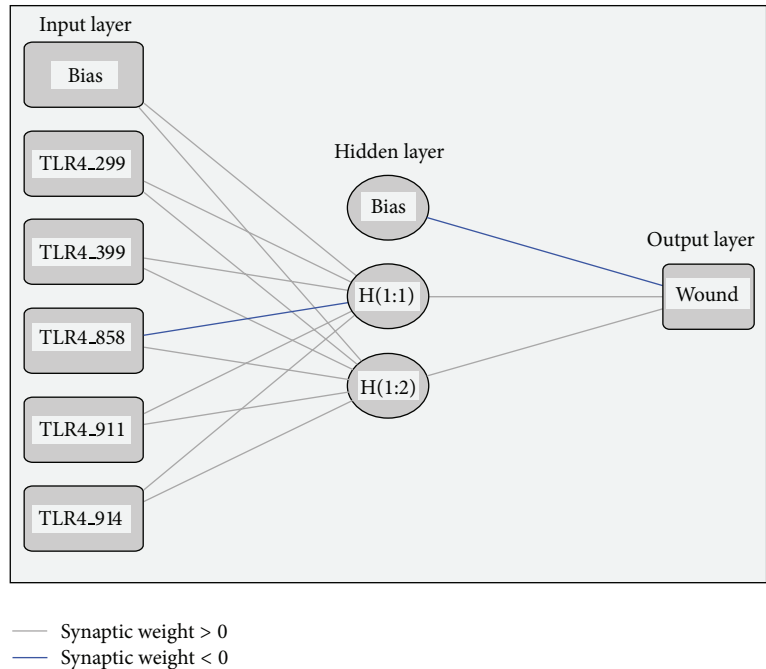 Input layer
Bias
TLR4_299
TLR4_399
TLR4_858
TLR4_911
TLR4_914
Hidden layer
Bias
H(1:1)
H(1:2)
Output layer
Wound
Synaptic weight > 0
Synaptic weight < 0